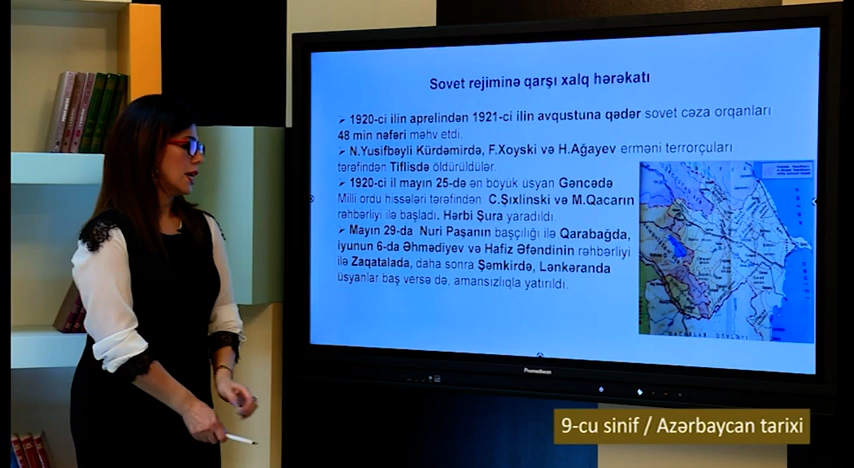 Sovet rejiminə qarşı xalq hərəkatı
➢ 1920-ci ilin aprelindən 1921-ci ilin avqustuna qədər sovet cəza orqanları
48 min nəfəri məhv etdi.
➢ N.Yusifbəyli Kürdəmirdə, F.Xoyski və H.Ağayev erməni terrorçuları
tərəfindən Tiflisdə öldürüldülər.
➢ 1920-ci il mayın 25-də ən böyük üsyan Gəncədə
Milli ordu hissələri tərəfindən C.Şıxlinski və M.Qacarın
rəhbərliyi ilə başladı. Hərbi Şura yaradıldı.
➢ Mayın 29-da Nuri Paşanın başçılığı ilə Qarabağda,
iyunun 6-da Əhmədiyev və Hafiz Əfəndinin rəhbərliyi
ilə Zaqatalada, daha sonra Şəmkirdə, Lənkəranda
üsyanlar baş versə də, amansızlıqla yatırıldı.
Promethean
9-cu sinif / Azərbaycan tarixi